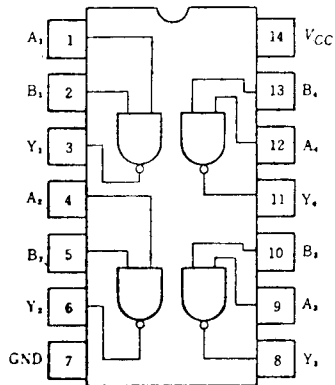 A₁ 1 14 V_CC
B₁ 2 13 B₄
Y₁ 3 12 A₄
A₂ 4 11 Y₄
B₂ 5 10 B₃
Y₂ 6 9 A₃
GND 7 8 Y₃